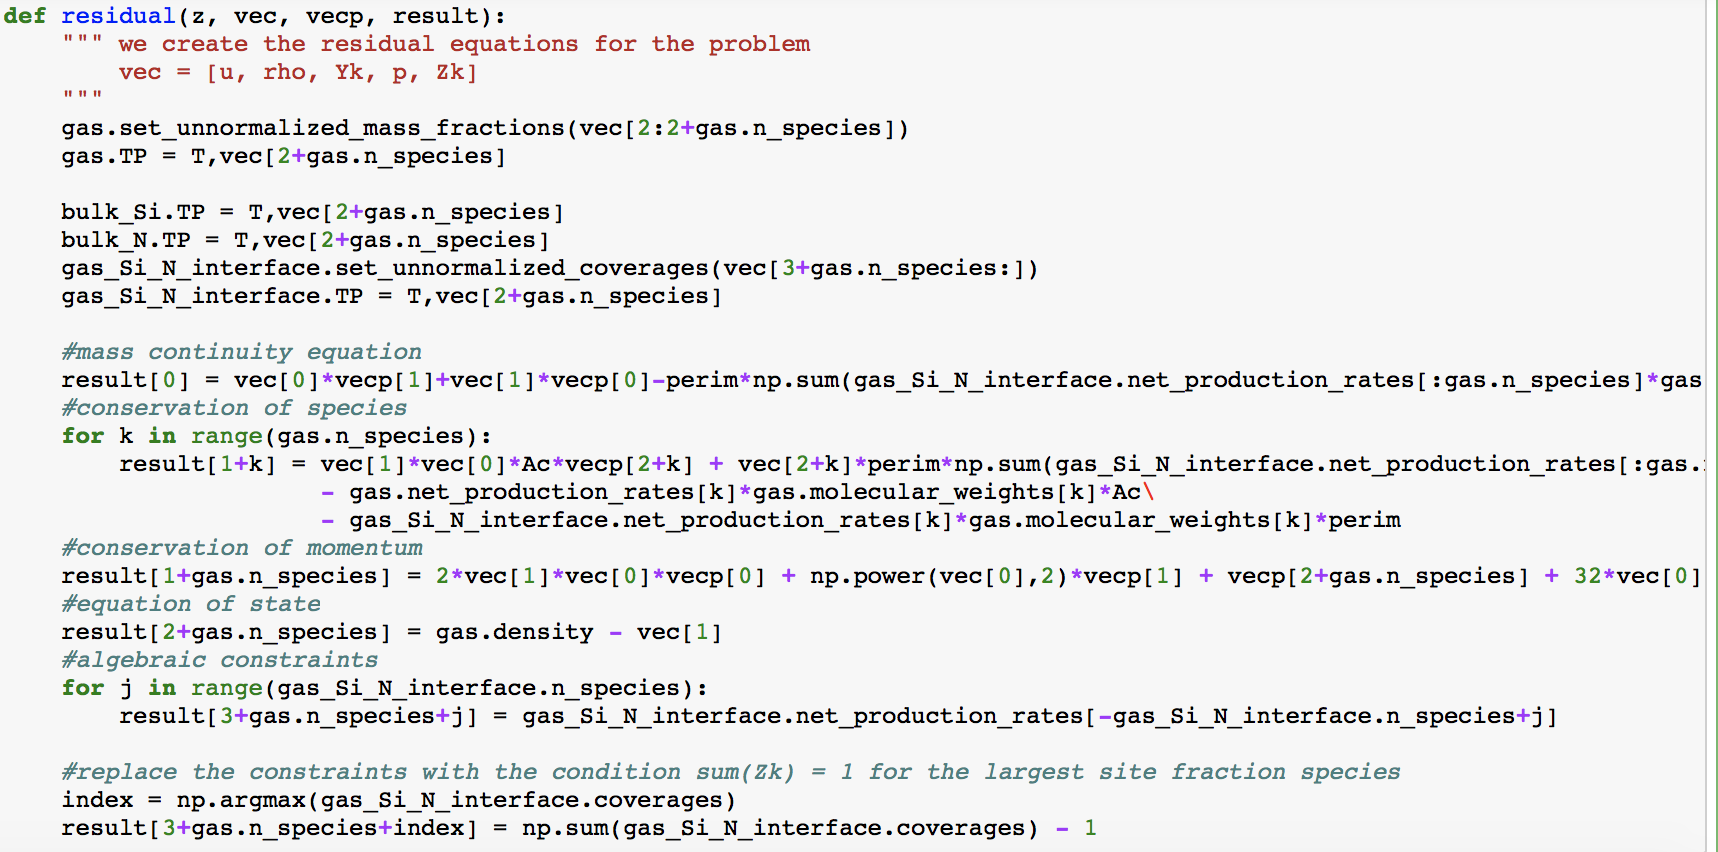 def residual(z, vec, vecp, result):
    """ we create the residual equations for the problem
        vec = [u, rho, Yk, p, Zk]
    """
    gas.set_unnormalized_mass_fractions(vec[2:2+gas.n_species])
    gas.TP = T,vec[2+gas.n_species]

    bulk_Si.TP = T,vec[2+gas.n_species]
    bulk_N.TP = T,vec[2+gas.n_species]
    gas_Si_N_interface.set_unnormalized_coverages(vec[3+gas.n_species:])
    gas_Si_N_interface.TP = T,vec[2+gas.n_species]

    #mass continuity equation
    result[0] = vec[0]*vecp[1]+vec[1]*vecp[0]-perim*np.sum(gas_Si_N_interface.net_production_rates[:gas.n_species]*gas
    #conservation of species
    for k in range(gas.n_species):
        result[1+k] = vec[1]*vec[0]*Ac*vecp[2+k] + vec[2+k]*perim*np.sum(gas_Si_N_interface.net_production_rates[:gas.
                      - gas.net_production_rates[k]*gas.molecular_weights[k]*Ac\
                      - gas_Si_N_interface.net_production_rates[k]*gas.molecular_weights[k]*perim
    #conservation of momentum
    result[1+gas.n_species] = 2*vec[1]*vec[0]*vecp[0] + np.power(vec[0],2)*vecp[1] + vecp[2+gas.n_species] + 32*vec[0]
    #equation of state
    result[2+gas.n_species] = gas.density - vec[1]
    #algebraic constraints
    for j in range(gas_Si_N_interface.n_species):
        result[3+gas.n_species+j] = gas_Si_N_interface.net_production_rates[-gas_Si_N_interface.n_species+j]

    #replace the constraints with the condition sum(Zk) = 1 for the largest site fraction species
    index = np.argmax(gas_Si_N_interface.coverages)
    result[3+gas.n_species+index] = np.sum(gas_Si_N_interface.coverages) - 1